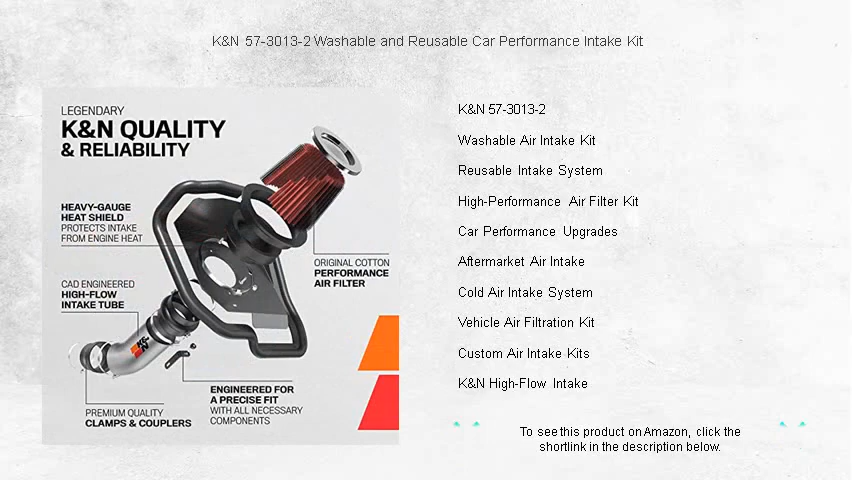 K&N 57-3013-2 Washable and Reusable Car Performance Intake Kit
LEGENDARY
K&N QUALITY
& RELIABILITY
HEAVY-GAUGE
HEAT SHIELD
PROTECTS INTAKE
FROM ENGINE HEAT
ORIGINAL COTTON
PERFORMANCE
AIR FILTER
CAD ENGINEERED
HIGH-FLOW
INTAKE TUBE
K&N
PREMIUM QUALITY
CLAMPS & COUPLERS
ENGINEERED FOR
A PRECISE FIT
WITH ALL NECESSARY
COMPONENTS
K&N 57-3013-2
Washable Air Intake Kit
Reusable Intake System
High-Performance Air Filter Kit
Car Performance Upgrades
Aftermarket Air Intake
Cold Air Intake System
Vehicle Air Filtration Kit
Custom Air Intake Kits
K&N High-Flow Intake
To see this product on Amazon, click the
shortlink in the description below.